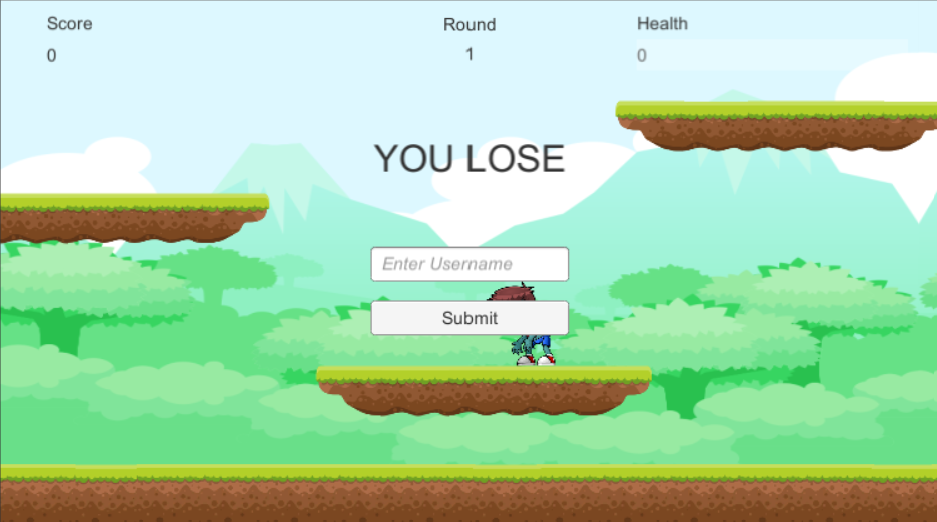 Score
Round
Health
0
1
0
YOU LOSE
Enter Username
Submit